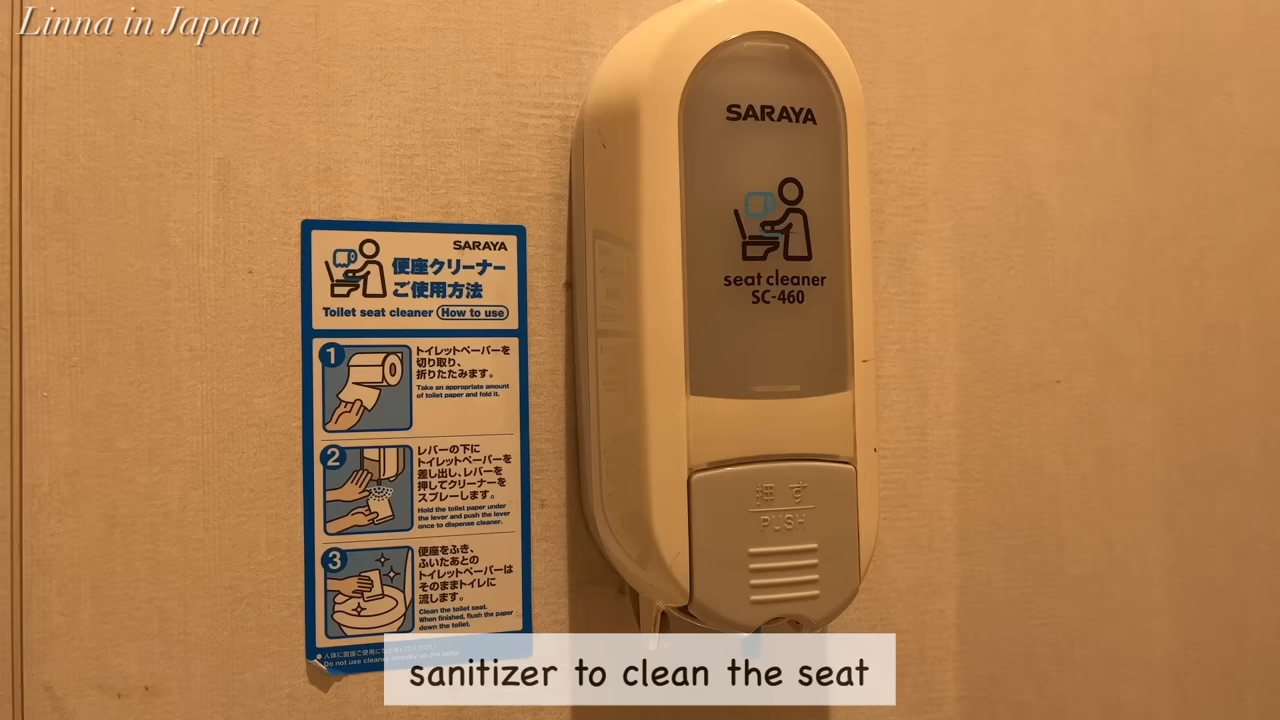 Linna in Japan
SARAYA
便座クリーナー
ご使用方法
Toilet seat cleaner How to use
1
トイレットペーパーを
切り取り、
折りたたみます。
Take an appropriate amount
of toilet paper and fold it.
2
レバーの下に
トイレットペーパーを
差し出し、レバーを
押してクリーナーを
スプレーします。
Hold the toilet paper under
the lever and push the lever
once to dispense cleaner.
3
便座をふき、
ふいたあとの
トイレットペーパーは
そのままトイレに
流します。
Clean the toilet seat.
When finished, flush the paper
down the toilet.
Do not use cleaner directly on the body.
SARAYA
seat cleaner
SC-460
押す
PUSH
sanitizer to clean the seat